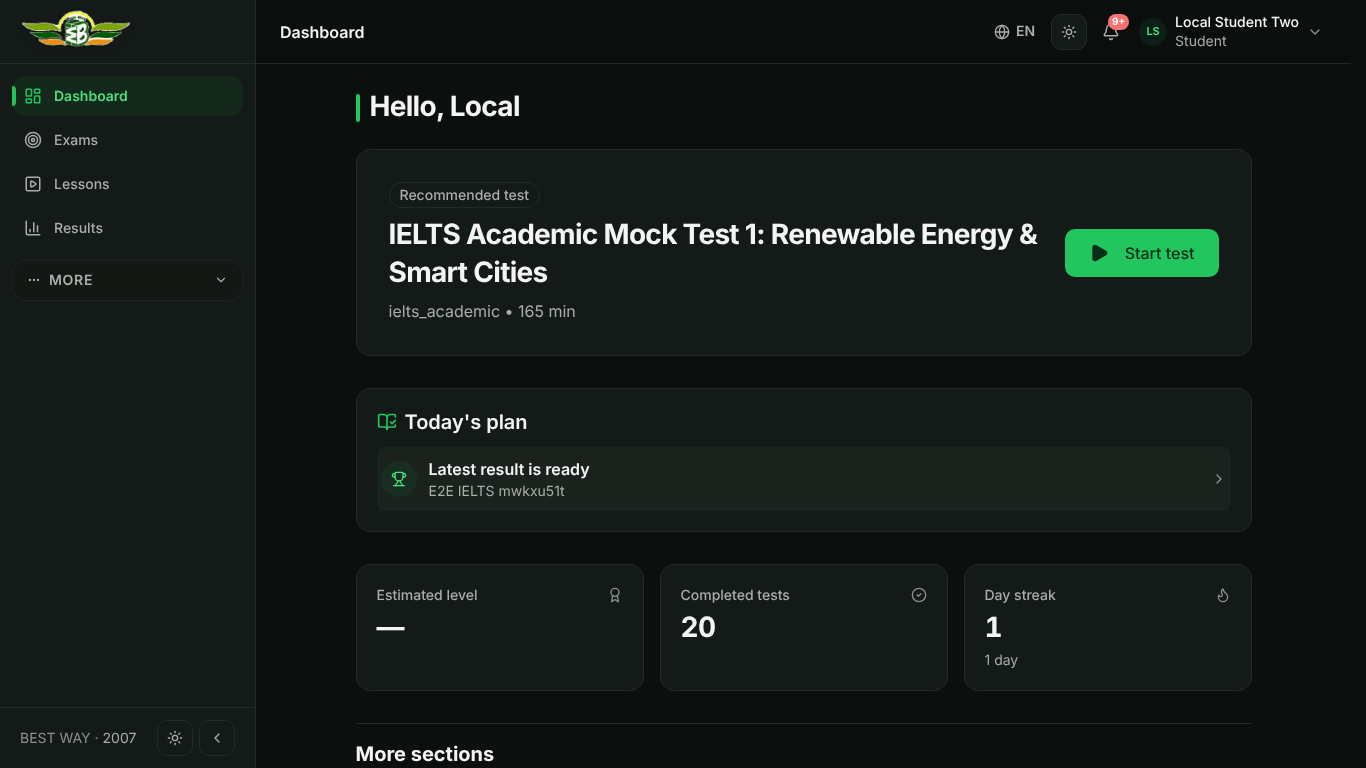 Dashboard
EN
9+
LS
Local Student Two
Student
Dashboard
Exams
Lessons
Results
MORE
Hello, Local
Recommended test
IELTS Academic Mock Test 1: Renewable Energy &
Smart Cities
ielts_academic • 165 min
Start test
Today's plan
Latest result is ready
E2E IELTS mwkxu51t
Estimated level
—
Completed tests
20
Day streak
1
1 day
More sections
BEST WAY · 2007